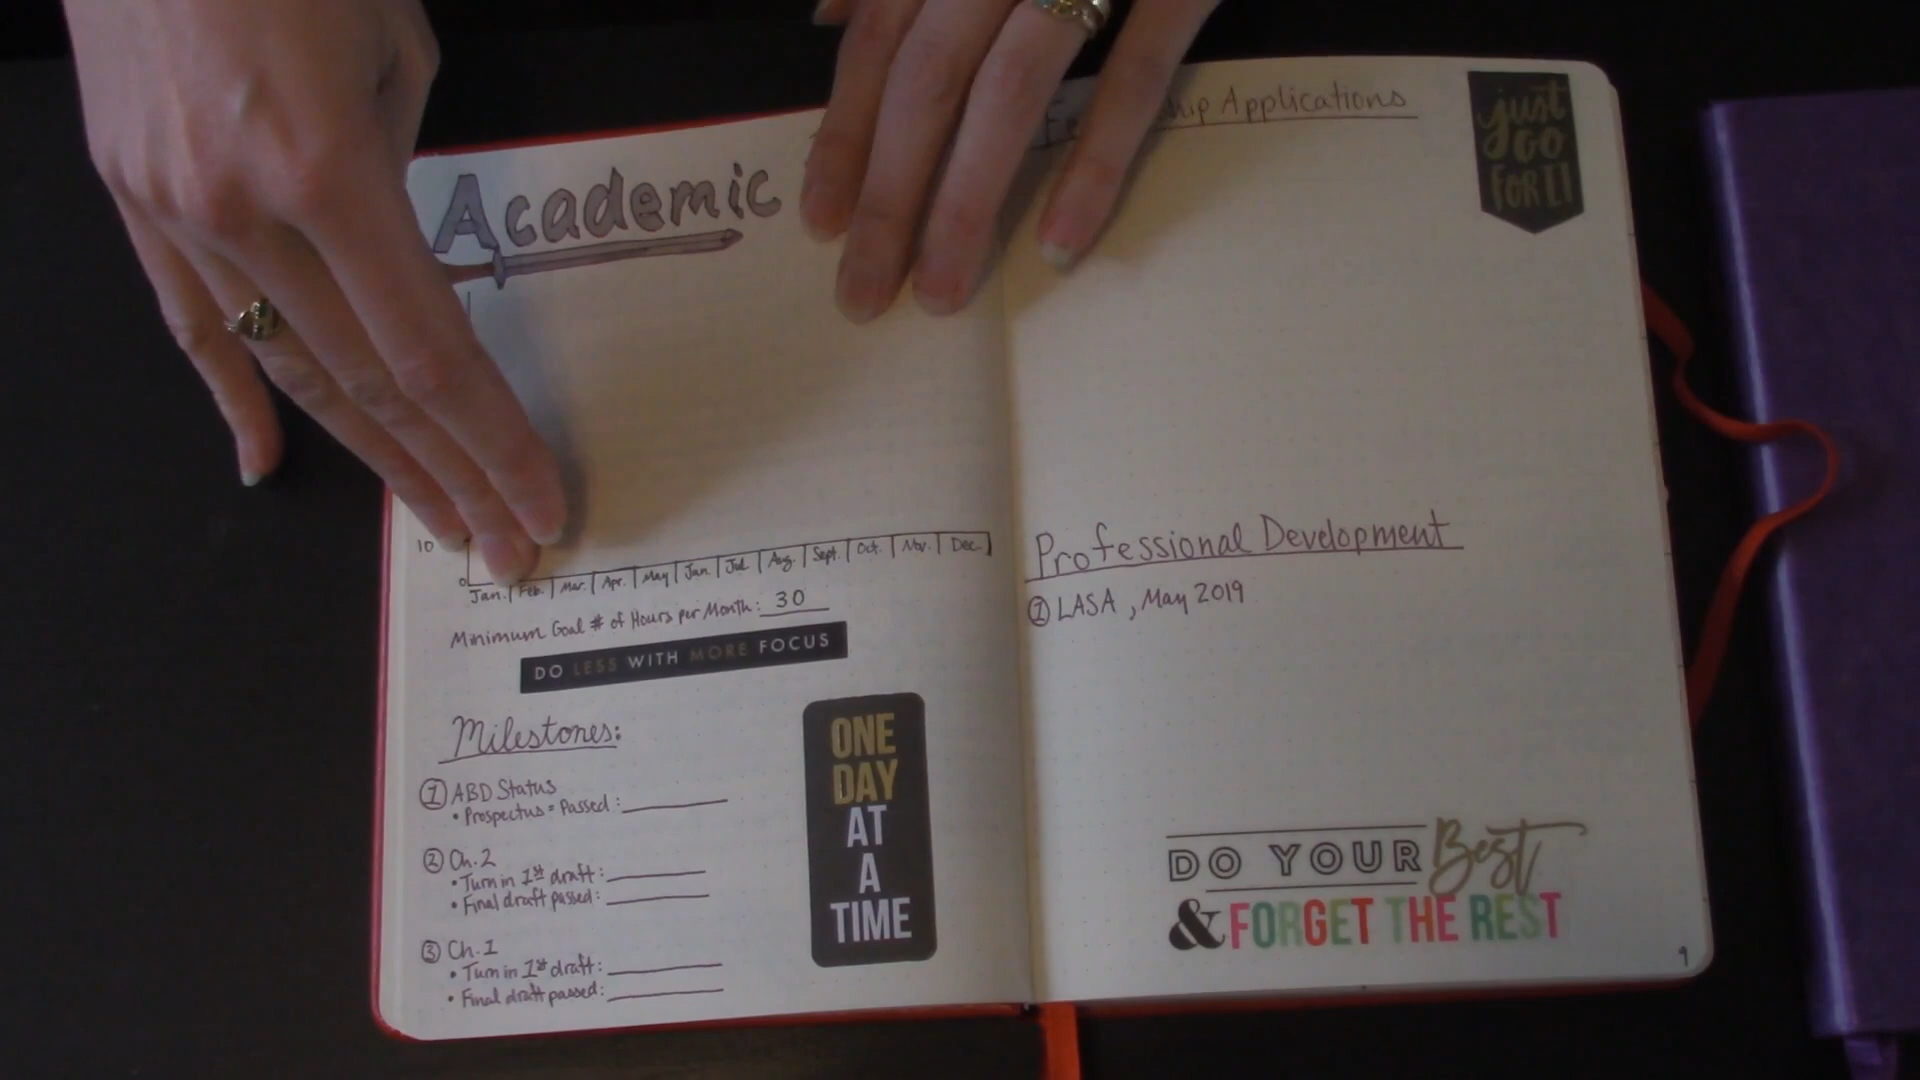 Academic
10
0
Jan. Feb. Mar. Apr. May Jun. Jul. Aug. Sept. Oct. Nov. Dec.
Minimum Goal # of Hours per Month: 30
DO LESS WITH MORE FOCUS
Milestones:
① ABD Status
• Prospectus = Passed:
② Ch. 2
• Turn in 1st draft:
• Final draft passed:
③ Ch. 1
• Turn in 1st draft:
• Final draft passed:
ONE
DAY
AT
A
TIME
Applications
just
GO
FOR IT
Professional Development
① LASA, May 2019
DO YOUR Best
& FORGET THE REST
9